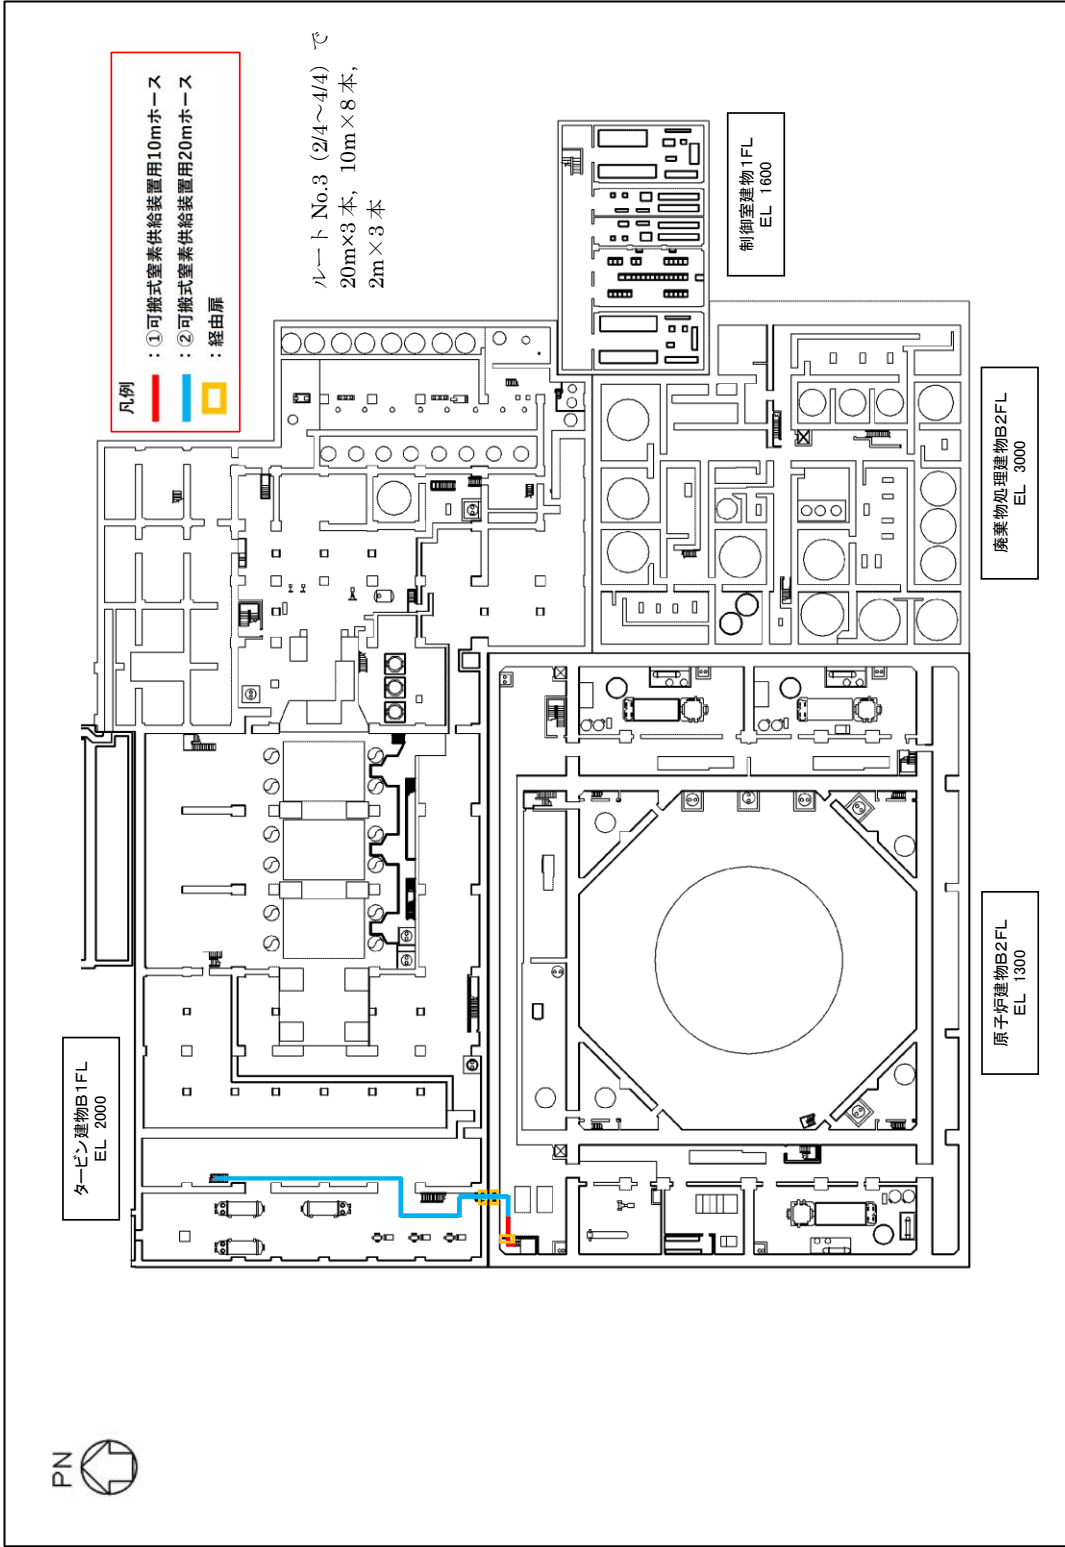 凡例
：①可搬式窒素供給装置用10mホース
：②可搬式窒素供給装置用20mホース
：経由扉
ルート No.3（2/4～4/4）で
20m×3 本，10m×8 本，
2m×3 本
制御室建物1FL
EL 1600
タービン建物B1FL
EL 2000
廃棄物処理建物B2FL
EL 3000
原子炉建物B2FL
EL 1300
PN